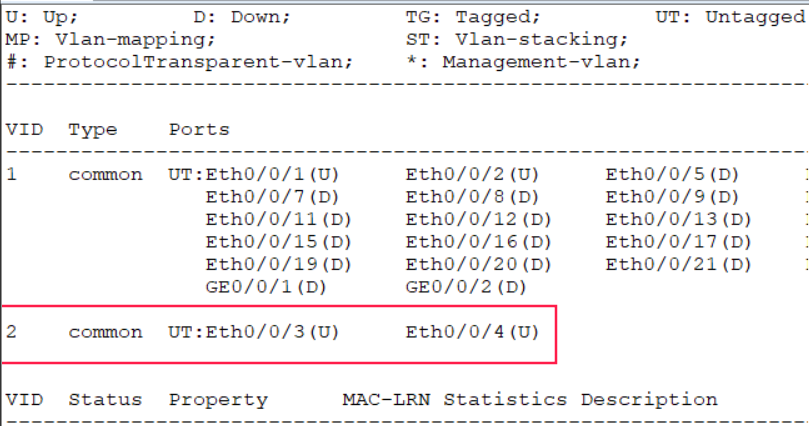 U: Up;         D: Down;         TG: Tagged;         UT: Untagged
MP: Vlan-mapping;               ST: Vlan-stacking;
#: ProtocolTransparent-vlan;    *: Management-vlan;
--------------------------------------------------------------------------------
VID  Type    Ports
--------------------------------------------------------------------------------
1    common  UT:Eth0/0/1(U)     Eth0/0/2(U)     Eth0/0/5(D)
                Eth0/0/7(D)     Eth0/0/8(D)     Eth0/0/9(D)
                Eth0/0/11(D)    Eth0/0/12(D)    Eth0/0/13(D)
                Eth0/0/15(D)    Eth0/0/16(D)    Eth0/0/17(D)
                Eth0/0/19(D)    Eth0/0/20(D)    Eth0/0/21(D)
                GE0/0/1(D)      GE0/0/2(D)
2    common  UT:Eth0/0/3(U)     Eth0/0/4(U)
VID  Status  Property      MAC-LRN Statistics Description
--------------------------------------------------------------------------------